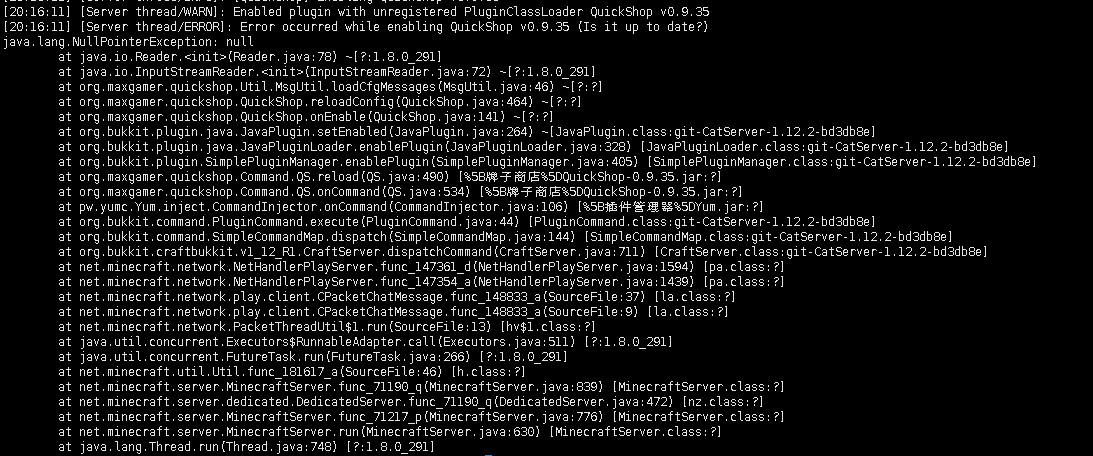 [20:16:11] [Server thread/WARN]: Enabled plugin with unregistered PluginClassLoader QuickShop v0.9.35
[20:16:11] [Server thread/ERROR]: Error occurred while enabling QuickShop v0.9.35 (Is it up to date?)
java.lang.NullPointerException: null
at java.io.Reader.<init>(Reader.java:78) ~[?:1.8.0_291]
at java.io.InputStreamReader.<init>(InputStreamReader.java:72) ~[?:1.8.0_291]
at org.maxgamer.quickshop.Util.MsgUtil.loadCfgMessages(MsgUtil.java:46) ~[?:?]
at org.maxgamer.quickshop.QuickShop.reloadConfig(QuickShop.java:464) ~[?:?]
at org.maxgamer.quickshop.QuickShop.onEnable(QuickShop.java:141) ~[?:?]
at org.bukkit.plugin.java.JavaPlugin.setEnabled(JavaPlugin.java:264) ~[JavaPlugin.class:git-CatServer-1.12.2-bd3db8e]
at org.bukkit.plugin.java.JavaPluginLoader.enablePlugin(JavaPluginLoader.java:328) [JavaPluginLoader.class:git-CatServer-1.12.2-bd3db8e]
at org.bukkit.plugin.SimplePluginManager.enablePlugin(SimplePluginManager.java:405) [SimplePluginManager.class:git-CatServer-1.12.2-bd3db8e]
at org.maxgamer.quickshop.Command.QS.reload(QS.java:490) [%5B牌子商店%5DQuickShop-0.9.35.jar:?]
at org.maxgamer.quickshop.Command.QS.onCommand(QS.java:534) [%5B牌子商店%5DQuickShop-0.9.35.jar:?]
at pw.yumc.Yum.inject.CommandInjector.onCommand(CommandInjector.java:106) [%5B插件管理器%5DYum.jar:?]
at org.bukkit.command.PluginCommand.execute(PluginCommand.java:44) [PluginCommand.class:git-CatServer-1.12.2-bd3db8e]
at org.bukkit.command.SimpleCommandMap.dispatch(SimpleCommandMap.java:144) [SimpleCommandMap.class:git-CatServer-1.12.2-bd3db8e]
at org.bukkit.craftbukkit.v1_12_R1.CraftServer.dispatchCommand(CraftServer.java:711) [CraftServer.class:git-CatServer-1.12.2-bd3db8e]
at net.minecraft.network.NetHandlerPlayServer.func_147361_d(NetHandlerPlayServer.java:1594) [pa.class:?]
at net.minecraft.network.NetHandlerPlayServer.func_147354_a(NetHandlerPlayServer.java:1439) [pa.class:?]
at net.minecraft.network.play.client.CPacketChatMessage.func_148833_a(SourceFile:37) [la.class:?]
at net.minecraft.network.play.client.CPacketChatMessage.func_148833_a(SourceFile:9) [la.class:?]
at net.minecraft.network.PacketThreadUtil$1.run(SourceFile:13) [hv$1.class:?]
at java.util.concurrent.Executors$RunnableAdapter.call(Executors.java:511) [?:1.8.0_291]
at java.util.concurrent.FutureTask.run(FutureTask.java:266) [?:1.8.0_291]
at net.minecraft.util.Util.func_181617_a(SourceFile:46) [h.class:?]
at net.minecraft.server.MinecraftServer.func_71190_q(MinecraftServer.java:839) [MinecraftServer.class:?]
at net.minecraft.server.dedicated.DedicatedServer.func_71190_q(DedicatedServer.java:472) [nz.class:?]
at net.minecraft.server.MinecraftServer.func_71217_p(MinecraftServer.java:776) [MinecraftServer.class:?]
at net.minecraft.server.MinecraftServer.run(MinecraftServer.java:630) [MinecraftServer.class:?]
at java.lang.Thread.run(Thread.java:748) [?:1.8.0_291]